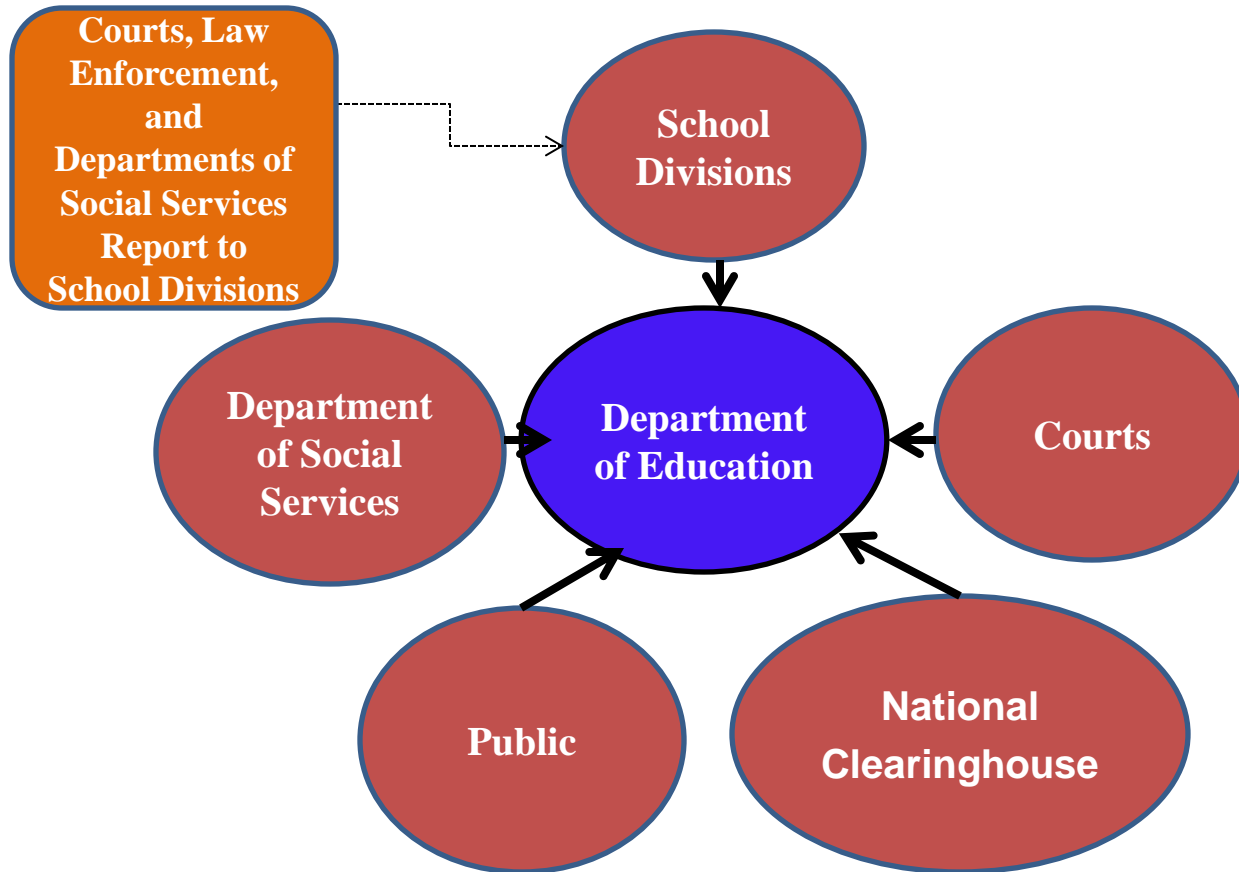 Courts, Law
Enforcement,
and
Departments of
Social Services
Report to
School Divisions
School
Divisions
Department
of Social
Services
Department
of Education
Courts
Public
National
Clearinghouse